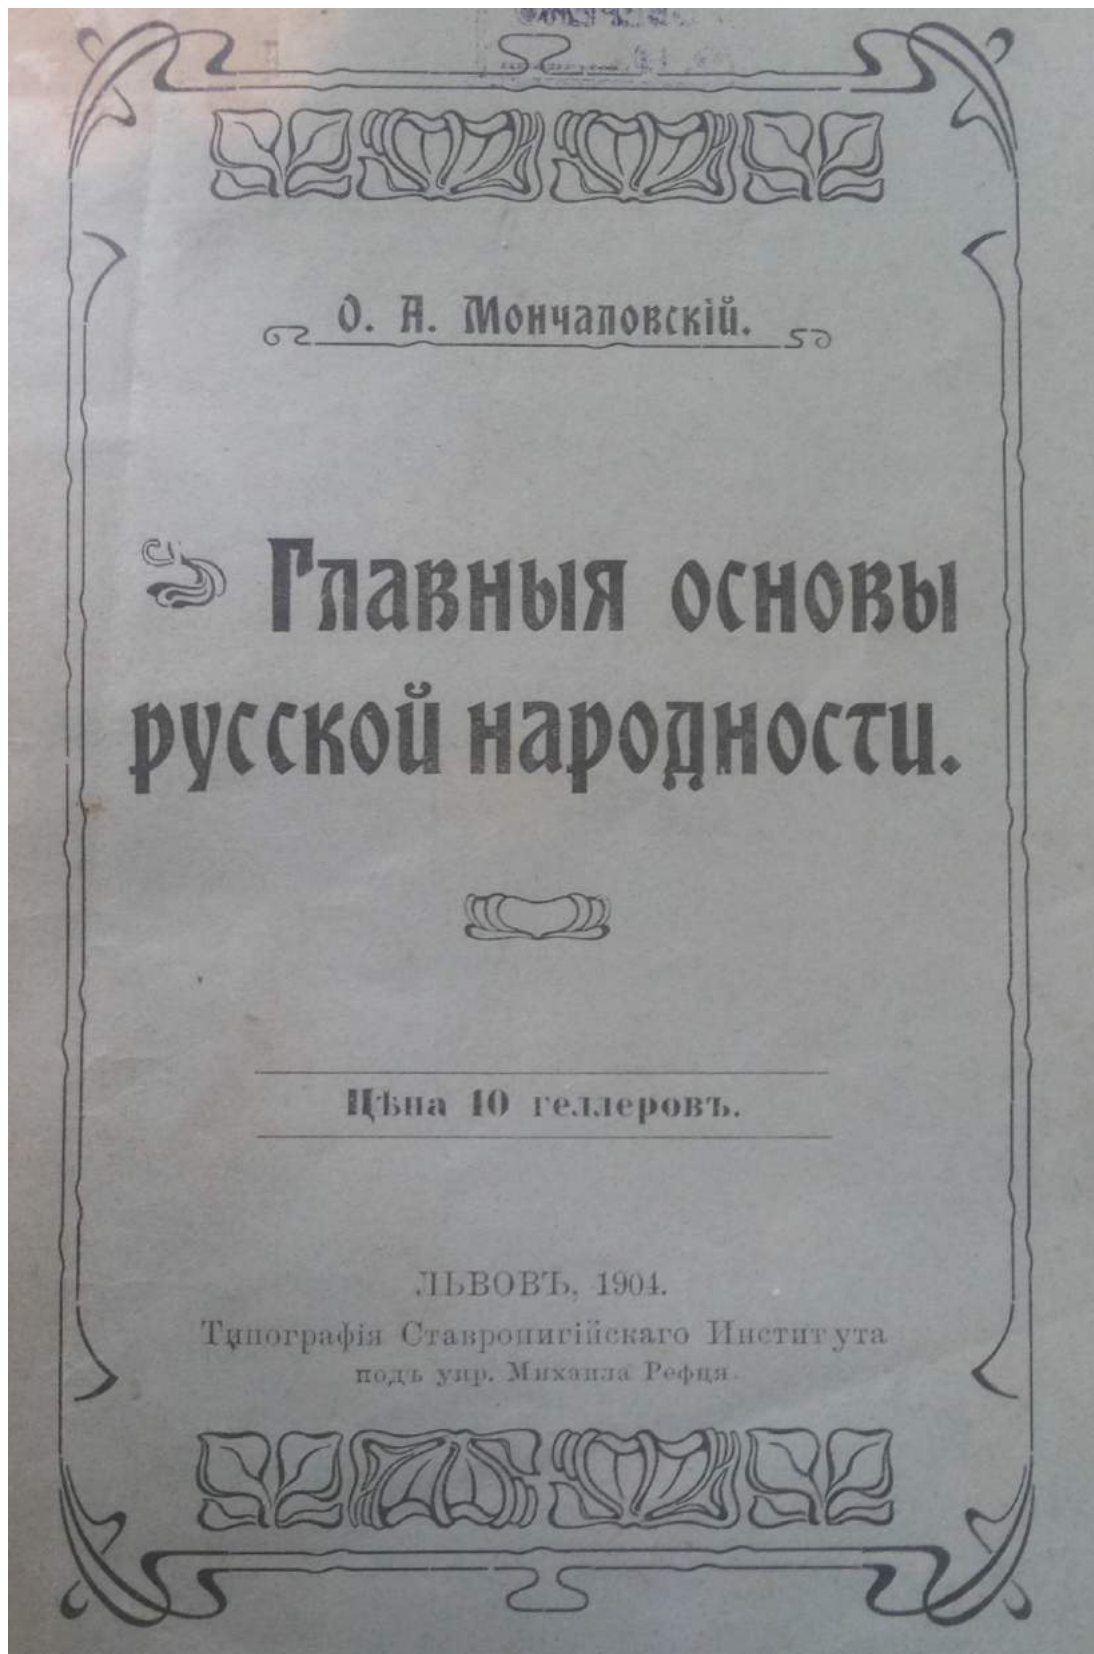 О. А. Мончаловскій.
Главныя основы
русской народности.
Цѣна 10 геллеровъ.
ЛЬВОВЪ, 1904.
Типографія Ставропигійскаго Института
подъ упр. Михаила Рефця.